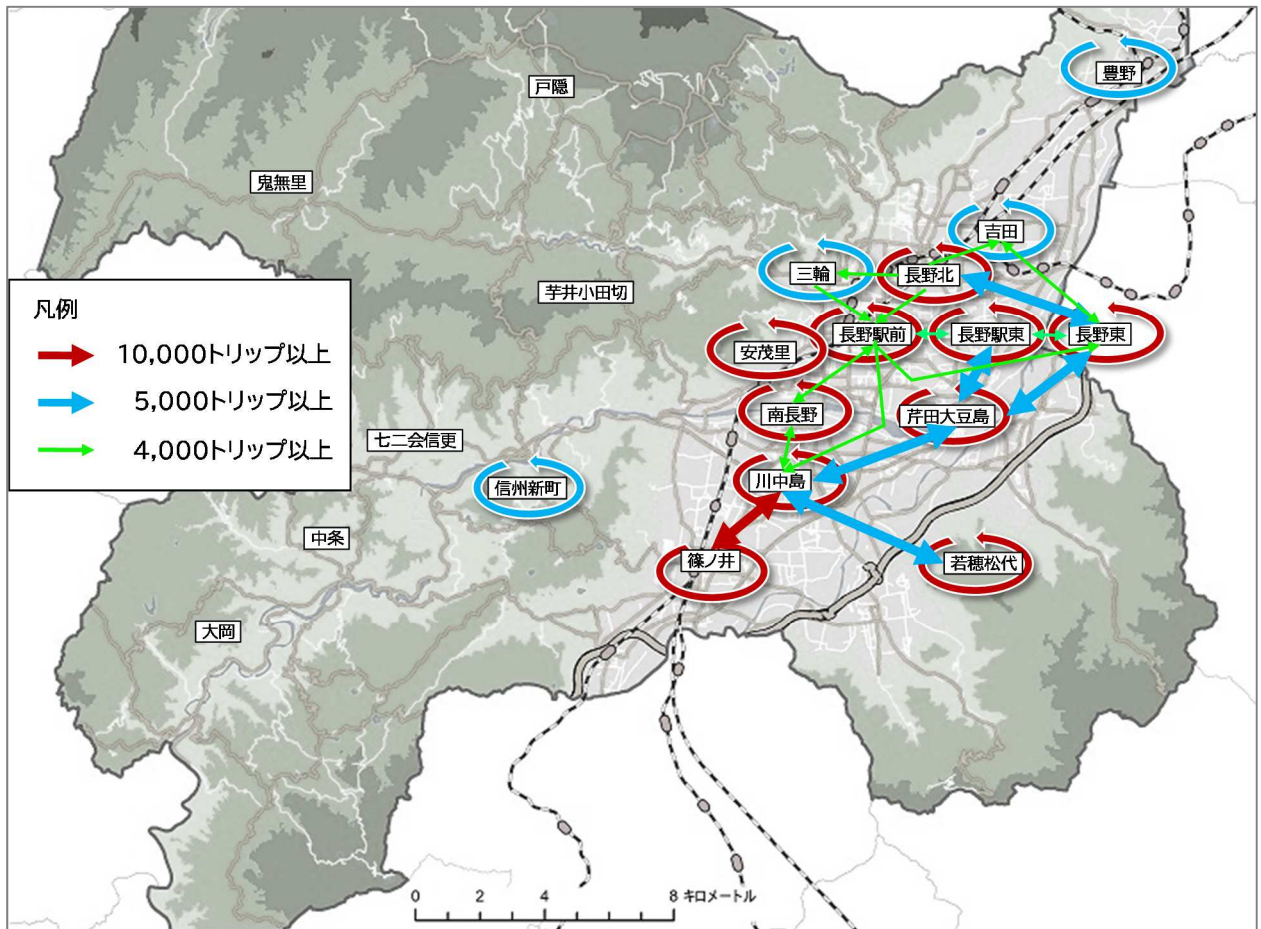 豊野
戸隠
鬼無里
吉田
三輪
長野北
芋井小田切
凡例
10,000トリップ以上
5,000トリップ以上
4,000トリップ以上
長野駅前
長野駅東
長野東
安茂里
南長野
芹田大豆島
七二会信更
信州新町
川中島
中条
篠ノ井
若穂松代
大岡
0 2 4 8 キロメートル